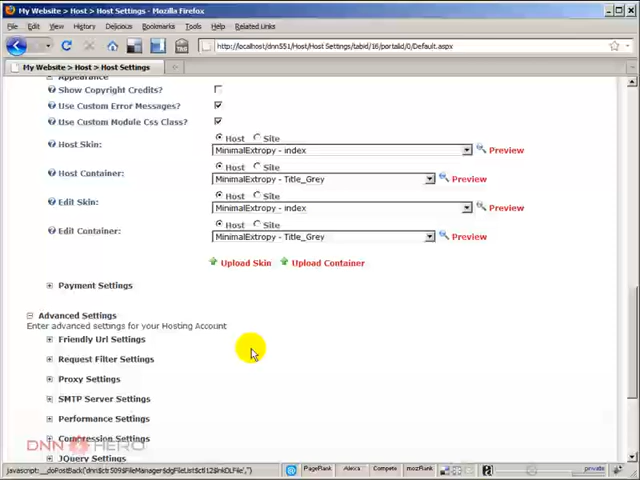 My Website > Host > Host Settings - Mozilla Firefox
File Edit View History Delicious Bookmarks Tools Help Related Links
http://localhost/dnn551/Host/Host Settings/tabid/16/portalid/0/Default.aspx
My Website > Host > Host Settings
Appearance
Show Copyright Credits?
Use Custom Error Messages?
Use Custom Module Css Class?
Host Site
Host Skin: MinimalExtropy - index Preview
Host Site
Host Container: MinimalExtropy - Title_Grey Preview
Host Site
Edit Skin: MinimalExtropy - index Preview
Host Site
Edit Container: MinimalExtropy - Title_Grey Preview
Upload Skin Upload Container
Payment Settings
Advanced Settings
Enter advanced settings for your Hosting Account
Friendly Url Settings
Request Filter Settings
Proxy Settings
SMTP Server Settings
Performance Settings
DNN HERO
Compression Settings
JQuery Settings
PageRank Alexa Compete mozRank private